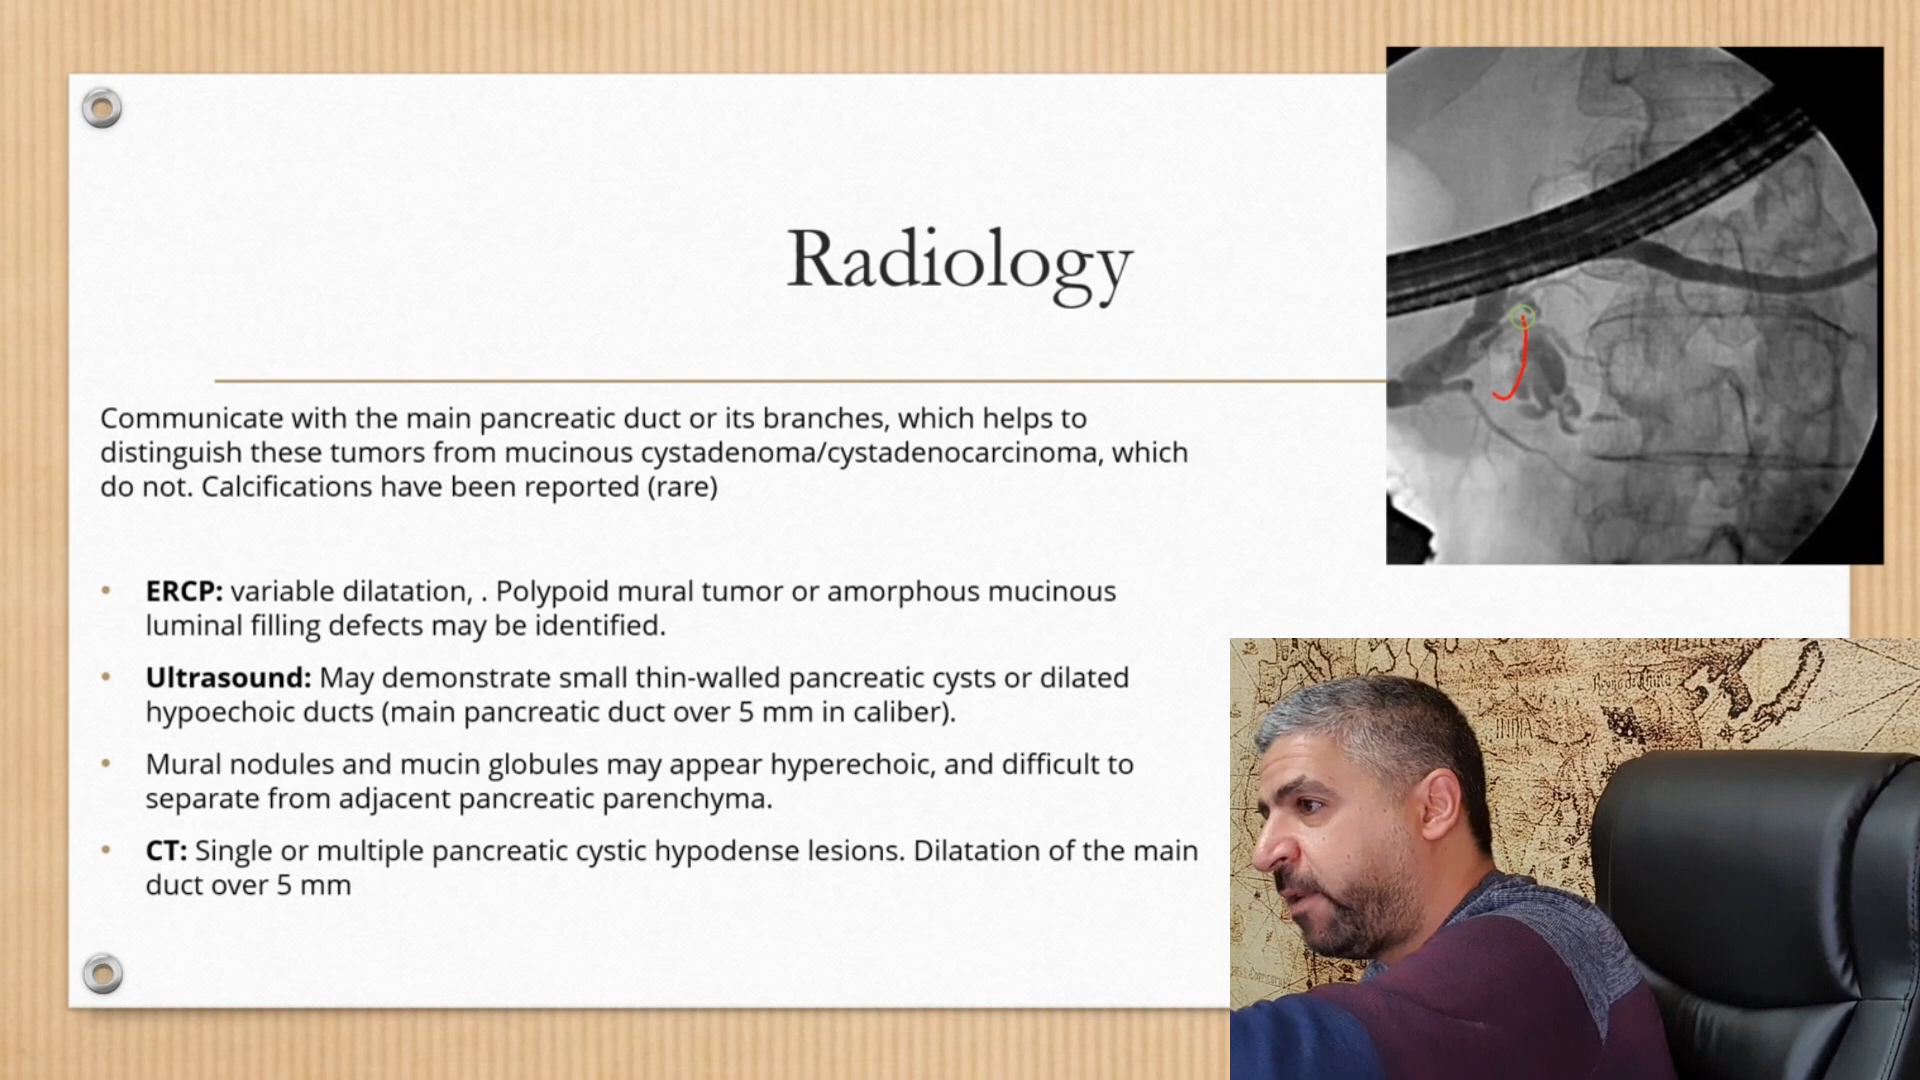 Radiology
Communicate with the main pancreatic duct or its branches, which helps to
distinguish these tumors from mucinous cystadenoma/cystadenocarcinoma, which
do not. Calcifications have been reported (rare)
• ERCP: variable dilatation, . Polypoid mural tumor or amorphous mucinous
luminal filling defects may be identified.
• Ultrasound: May demonstrate small thin-walled pancreatic cysts or dilated
hypoechoic ducts (main pancreatic duct over 5 mm in caliber).
• Mural nodules and mucin globules may appear hyperechoic, and difficult to
separate from adjacent pancreatic parenchyma.
• CT: Single or multiple pancreatic cystic hypodense lesions. Dilatation of the main
duct over 5 mm
INDIA